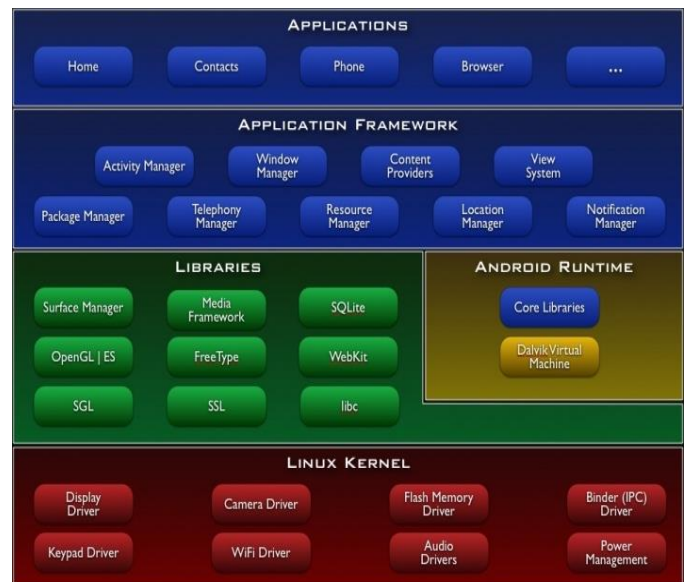 APPLICATIONS
Home
Contacts
Phone
Browser
...
APPLICATION FRAMEWORK
Activity Manager
Window
Manager
Content
Providers
View
System
Package Manager
Telephony
Manager
Resource
Manager
Location
Manager
Notification
Manager
LIBRARIES
Surface Manager
Media
Framework
SQLite
OpenGL | ES
FreeType
WebKit
SGL
SSL
libc
ANDROID RUNTIME
Core Libraries
Dalvik Virtual
Machine
LINUX KERNEL
Display
Driver
Camera Driver
Flash Memory
Driver
Binder (IPC)
Driver
Keypad Driver
WiFi Driver
Audio
Drivers
Power
Management